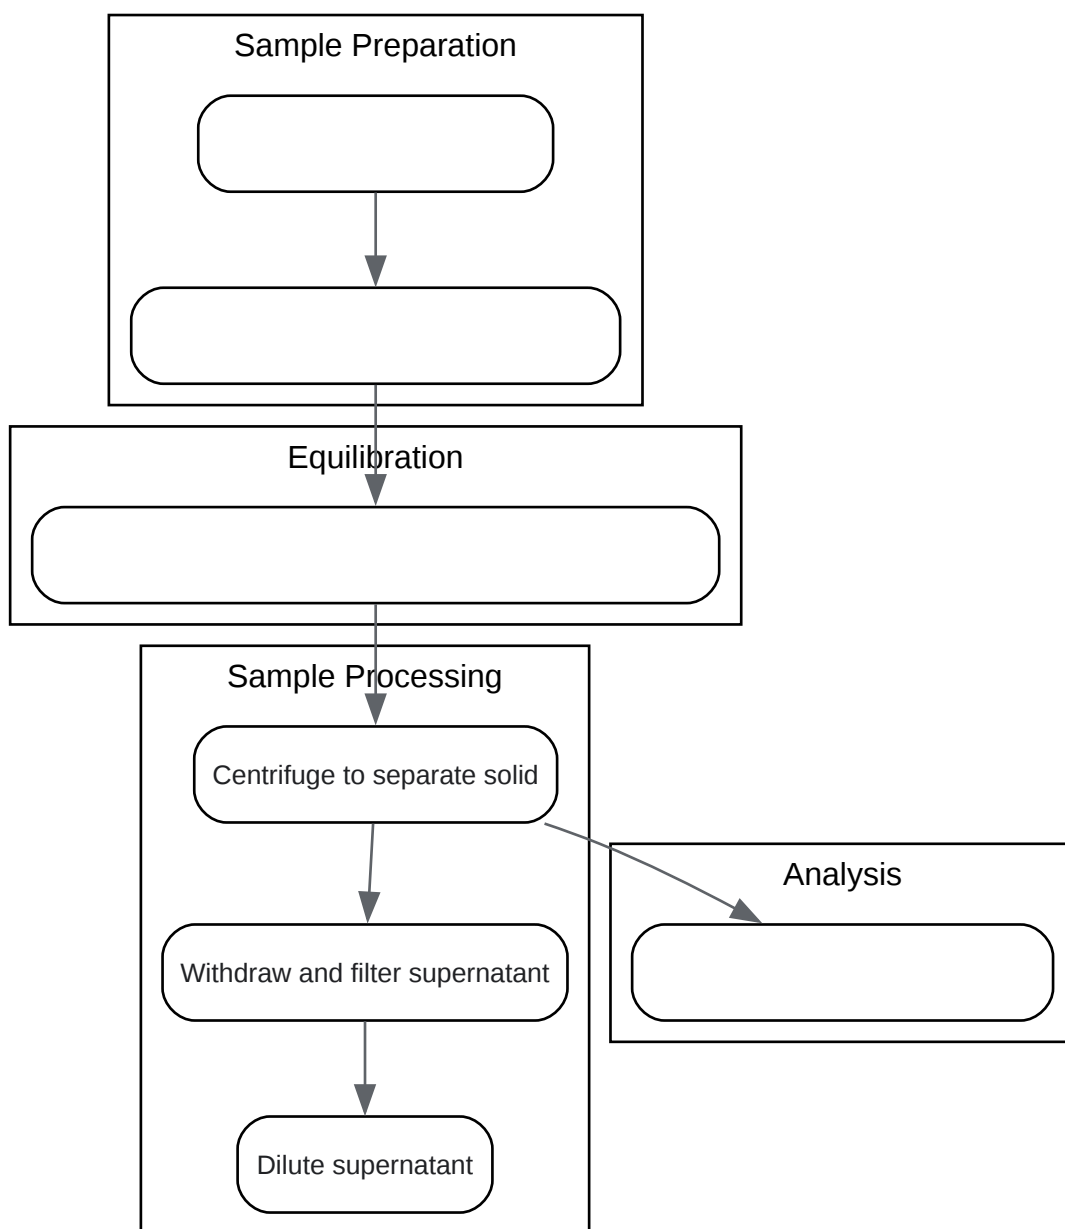 Sample Preparation
Equilibration
Sample Processing
Centrifuge to separate solid
Analysis
Withdraw and filter supernatant
Dilute supernatant